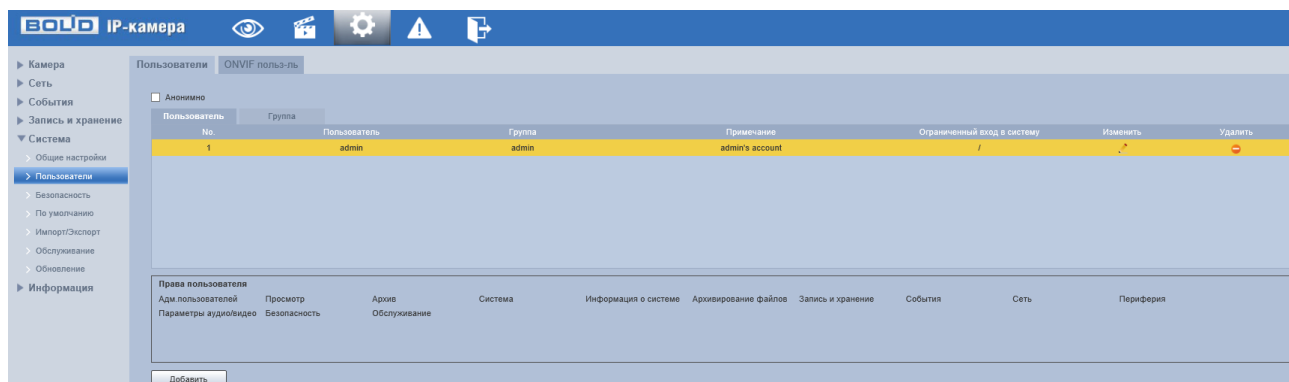 BOLID IP-камера
Камера
Сеть
События
Запись и хранение
Система
Общие настройки
Пользователи
Безопасность
По умолчанию
Импорт/Экспорт
Обслуживание
Обновление
Информация
Пользователи ONVIF польз-ль
Анонимно
Пользователь Группа
No. Пользователь Группа Примечание Ограниченный вход в систему Изменить Удалить
1 admin admin admin's account /
Права пользователя
Адм.пользователей Просмотр Архив Система Информация о системе Архивирование файлов Запись и хранение События Сеть Периферия
Параметры аудио/видео Безопасность Обслуживание
Добавить